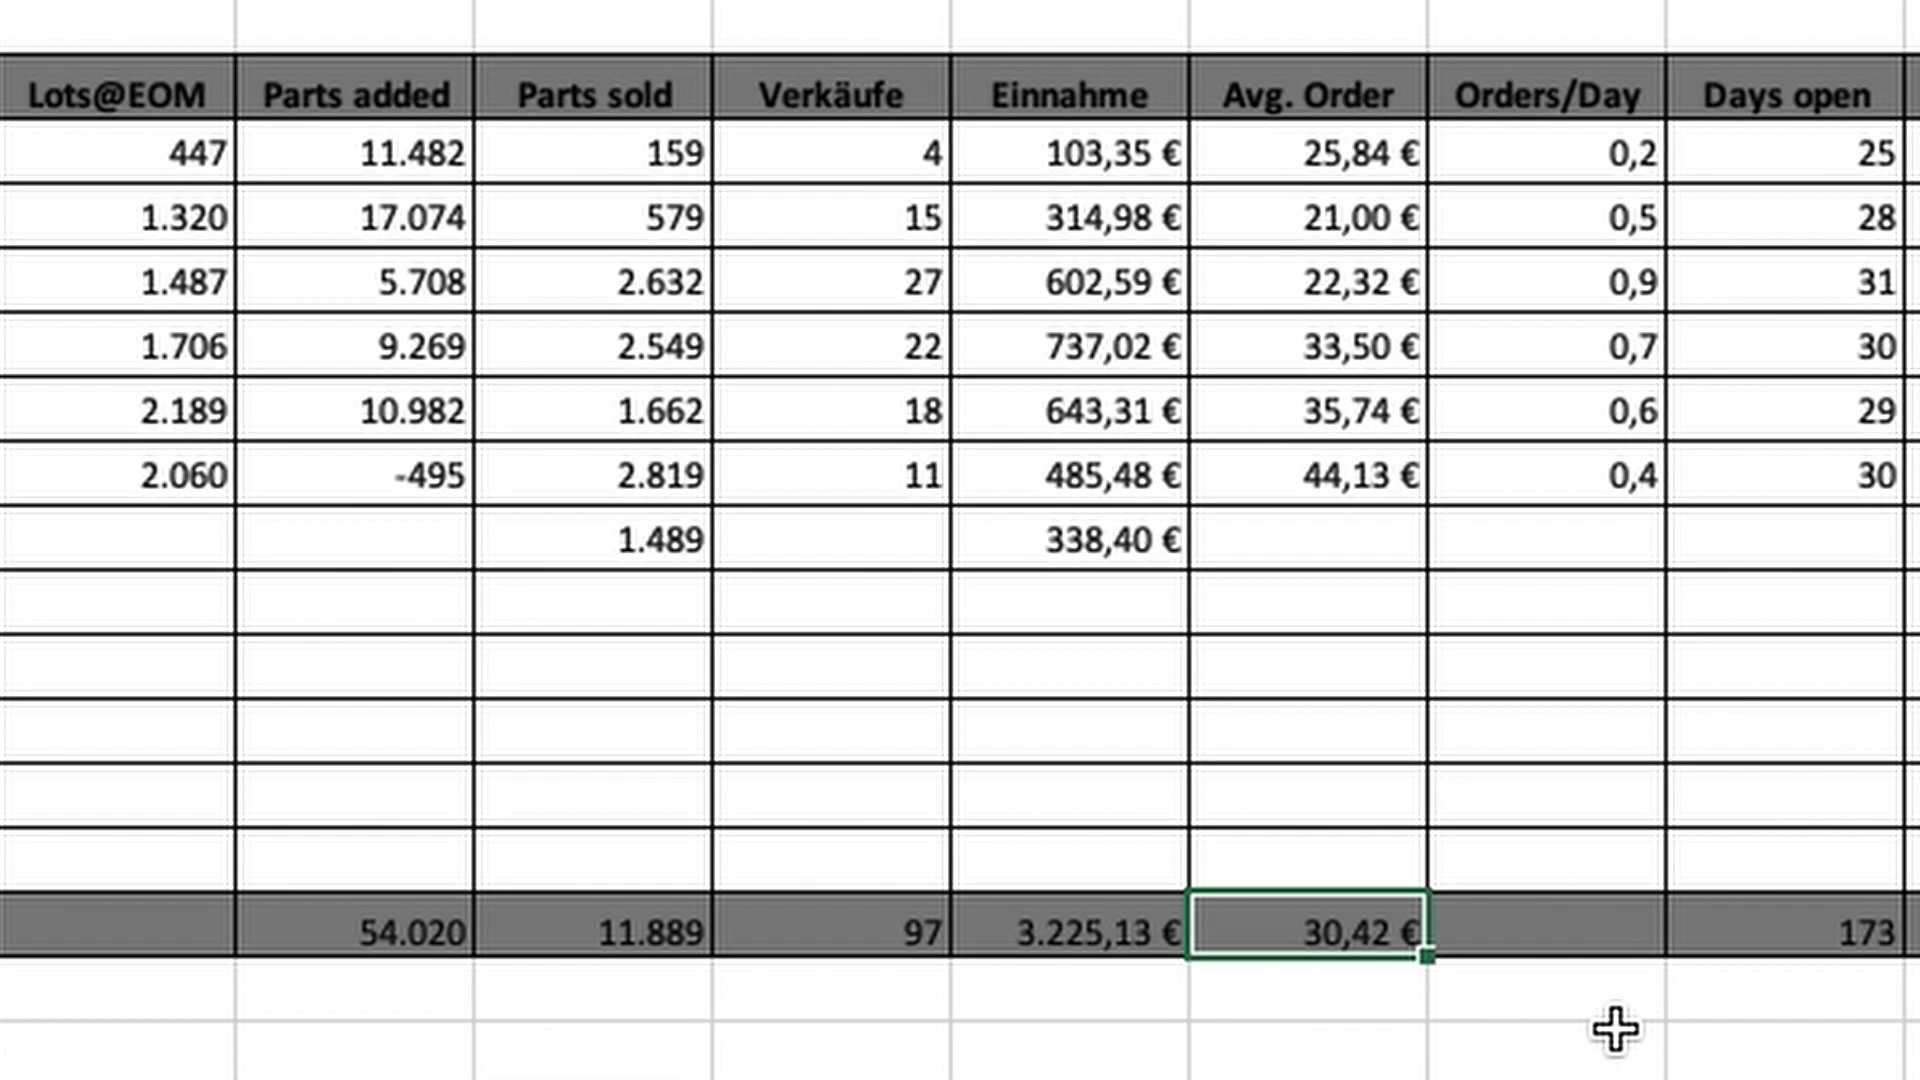 Lots@EOM Parts added Parts sold Verkäufe Einnahme Avg. Order Orders/Day Days open
447 11.482 159 4 103,35 € 25,84 € 0,2 25
1.320 17.074 579 15 314,98 € 21,00 € 0,5 28
1.487 5.708 2.632 27 602,59 € 22,32 € 0,9 31
1.706 9.269 2.549 22 737,02 € 33,50 € 0,7 30
2.189 10.982 1.662 18 643,31 € 35,74 € 0,6 29
2.060 -495 2.819 11 485,48 € 44,13 € 0,4 30
1.489 338,40 €
54.020 11.889 97 3.225,13 € 30,42 € 173